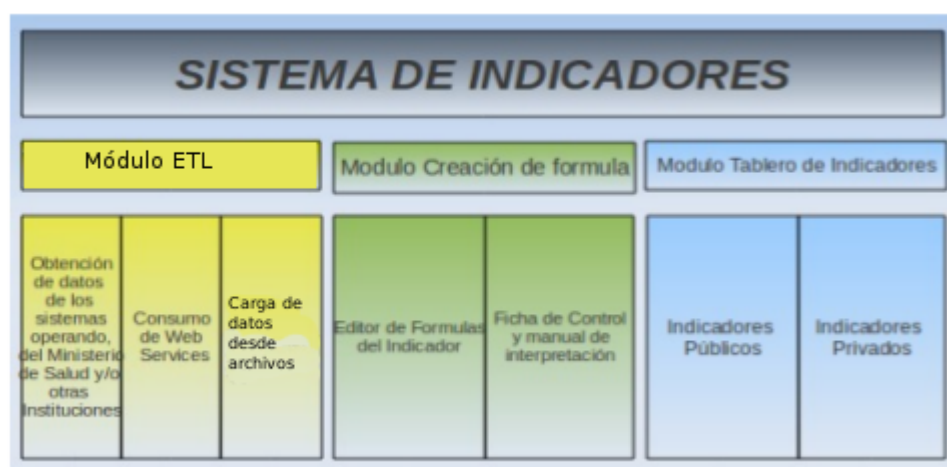 SISTEMA DE INDICADORES
Módulo ETL
Modulo Creación de formula
Modulo Tablero de Indicadores
Obtención
de datos
de los
sistemas
operando,
del Ministerio
de Salud y/o
otras
Instituciones
Consumo
de Web
Services
Carga de
datos
desde
archivos
Editor de Formulas
del Indicador
Ficha de Control
y manual de
interpretación
Indicadores
Públicos
Indicadores
Privados